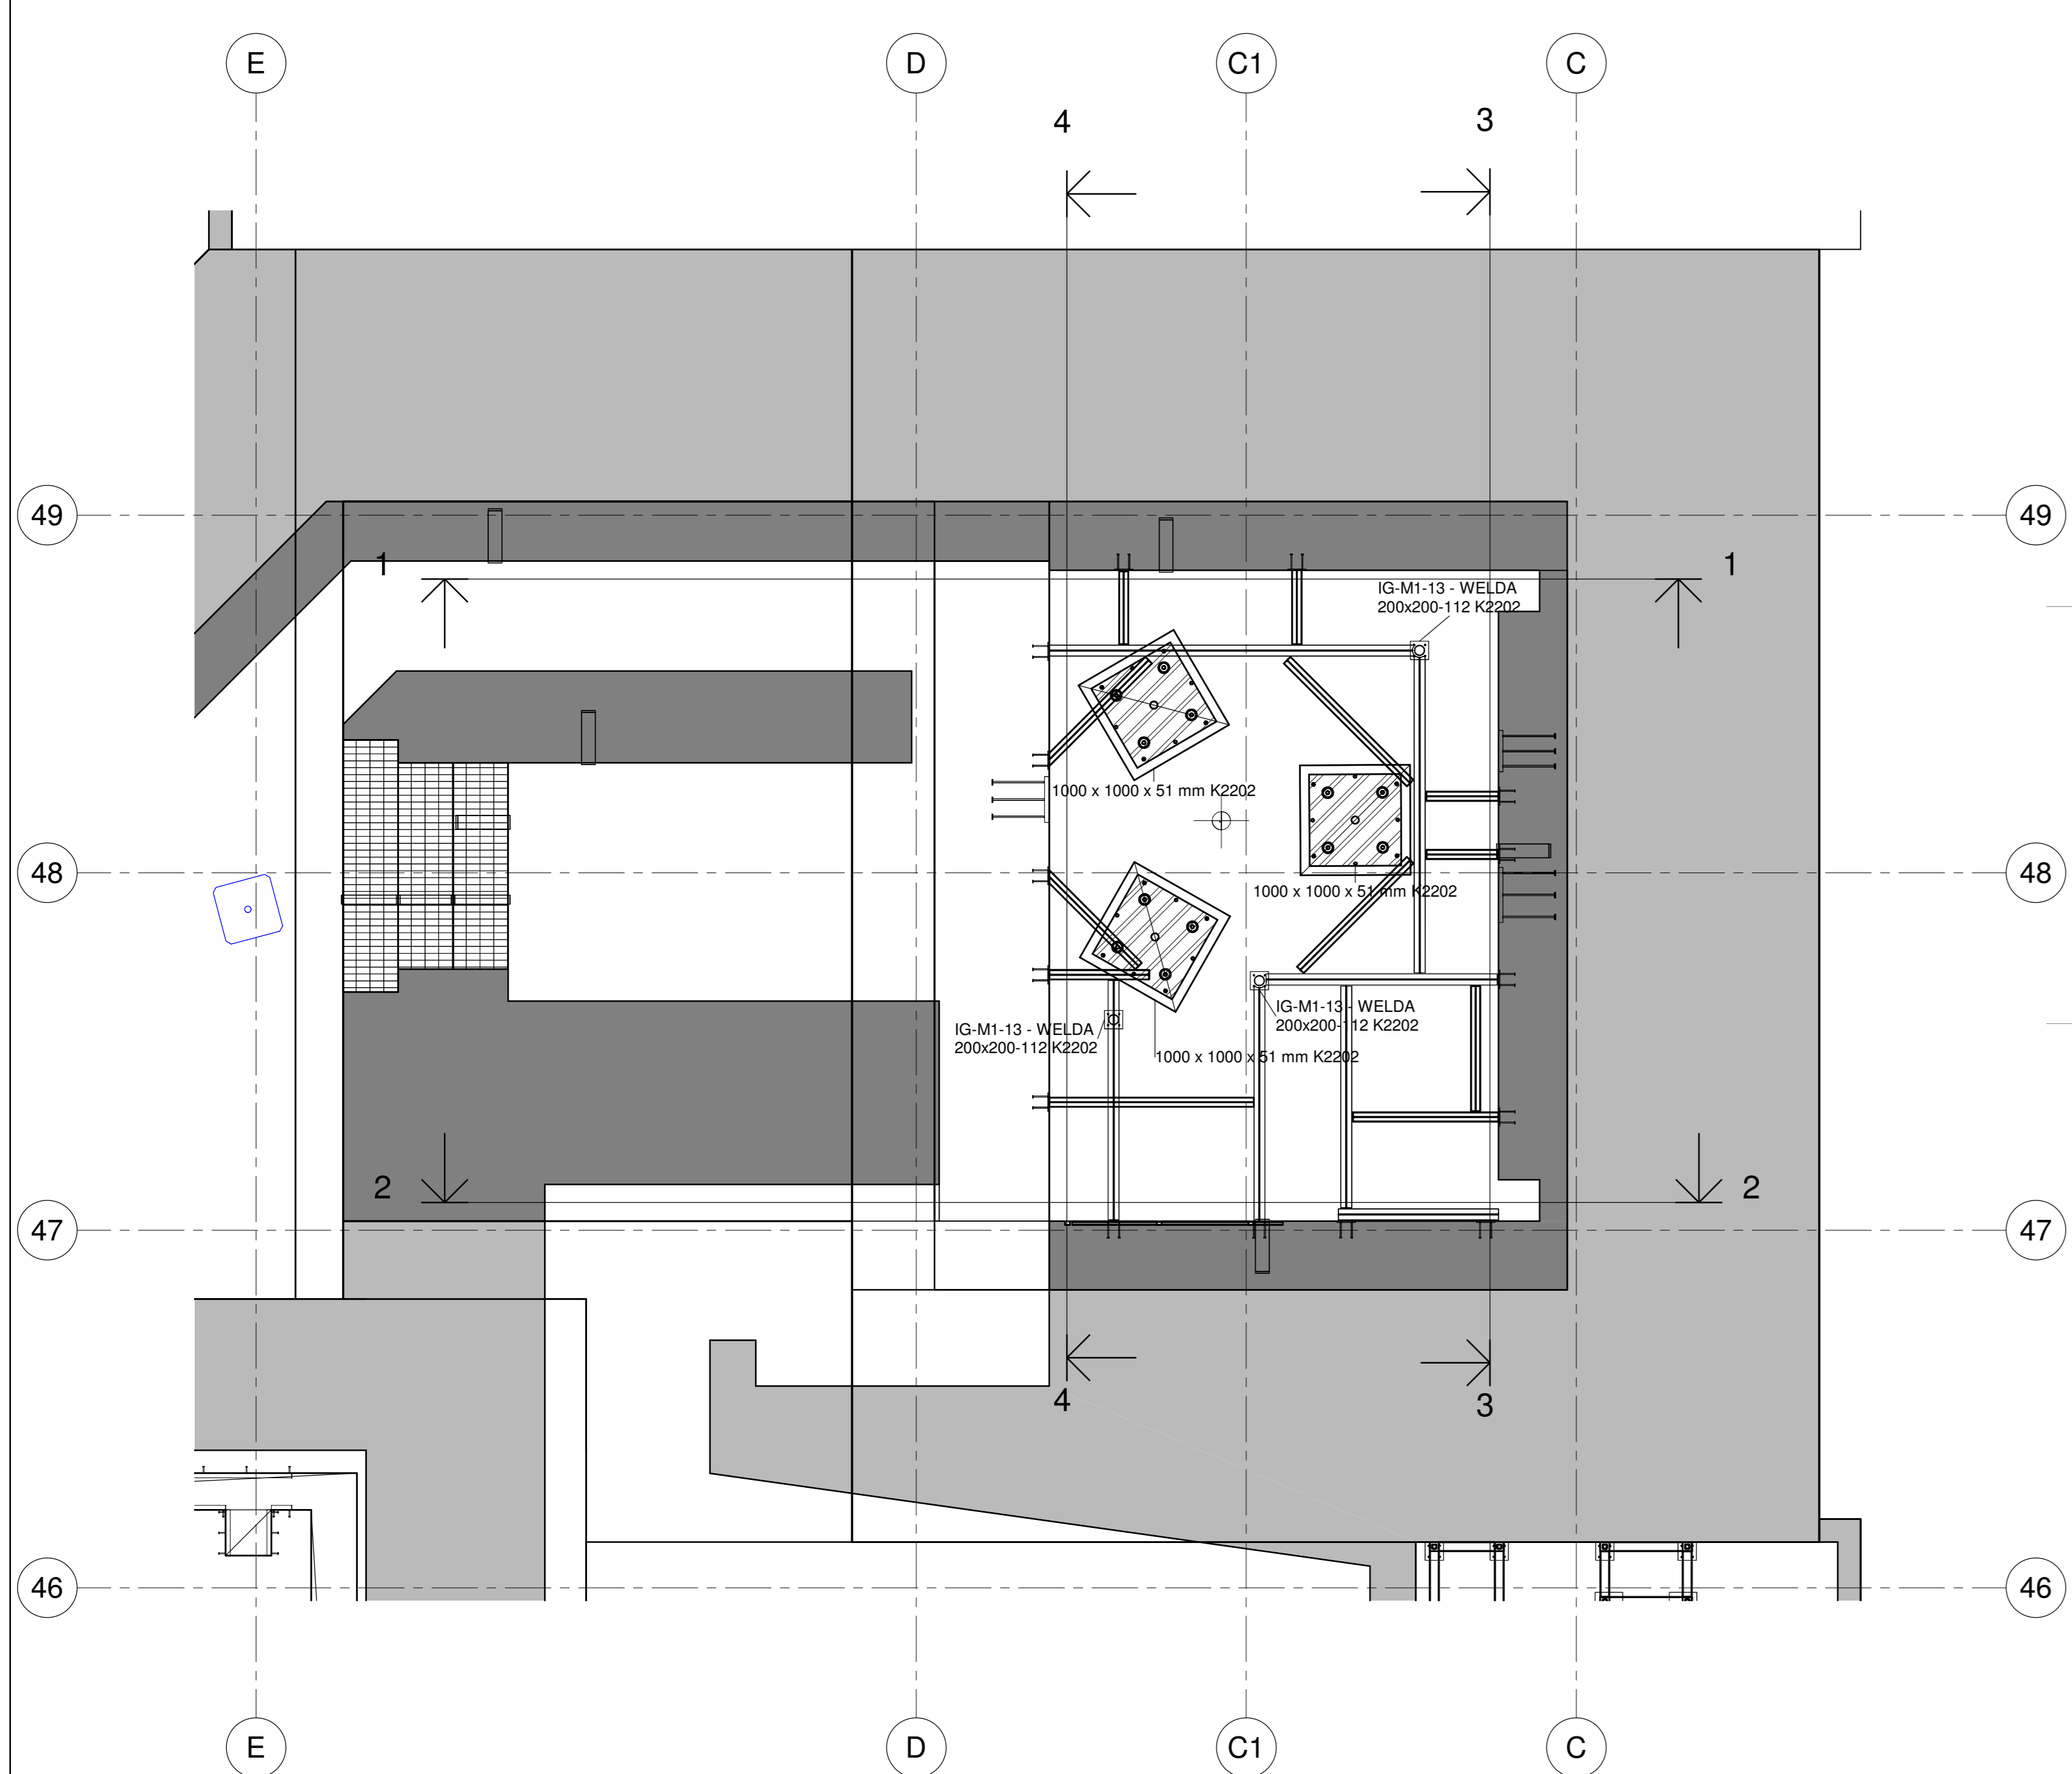 E D C1 C
4 3
49 49
1 1
IG-M1-13 - WELDA
200x200-112 K2202
1000 x 1000 x 51 mm K2202
48 48
1000 x 1000 x 51 mm K2202
IG-M1-13 - WELDA
200x200-112 K2202
IG-M1-13 - WELDA
200x200-112 K2202
1000 x 1000 x 51 mm K2202
2 2
47 47
4 3
46 46
E D C1 C